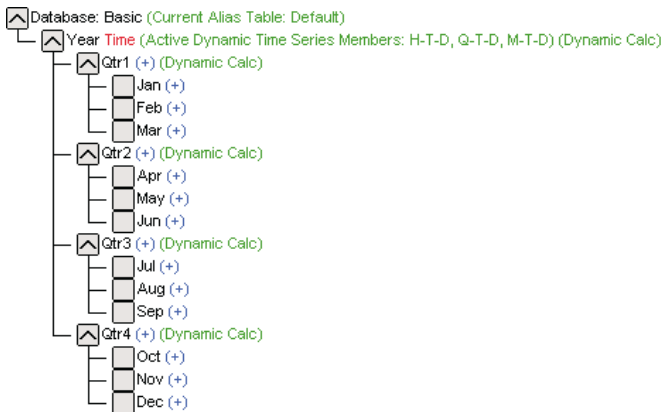 Database: Basic (Current Alias Table: Default)
Year Time (Active Dynamic Time Series Members: H-T-D, Q-T-D, M-T-D) (Dynamic Calc)
Qtr1 (+) (Dynamic Calc)
Jan (+)
Feb (+)
Mar (+)
Qtr2 (+) (Dynamic Calc)
Apr (+)
May (+)
Jun (+)
Qtr3 (+) (Dynamic Calc)
Jul (+)
Aug (+)
Sep (+)
Qtr4 (+) (Dynamic Calc)
Oct (+)
Nov (+)
Dec (+)